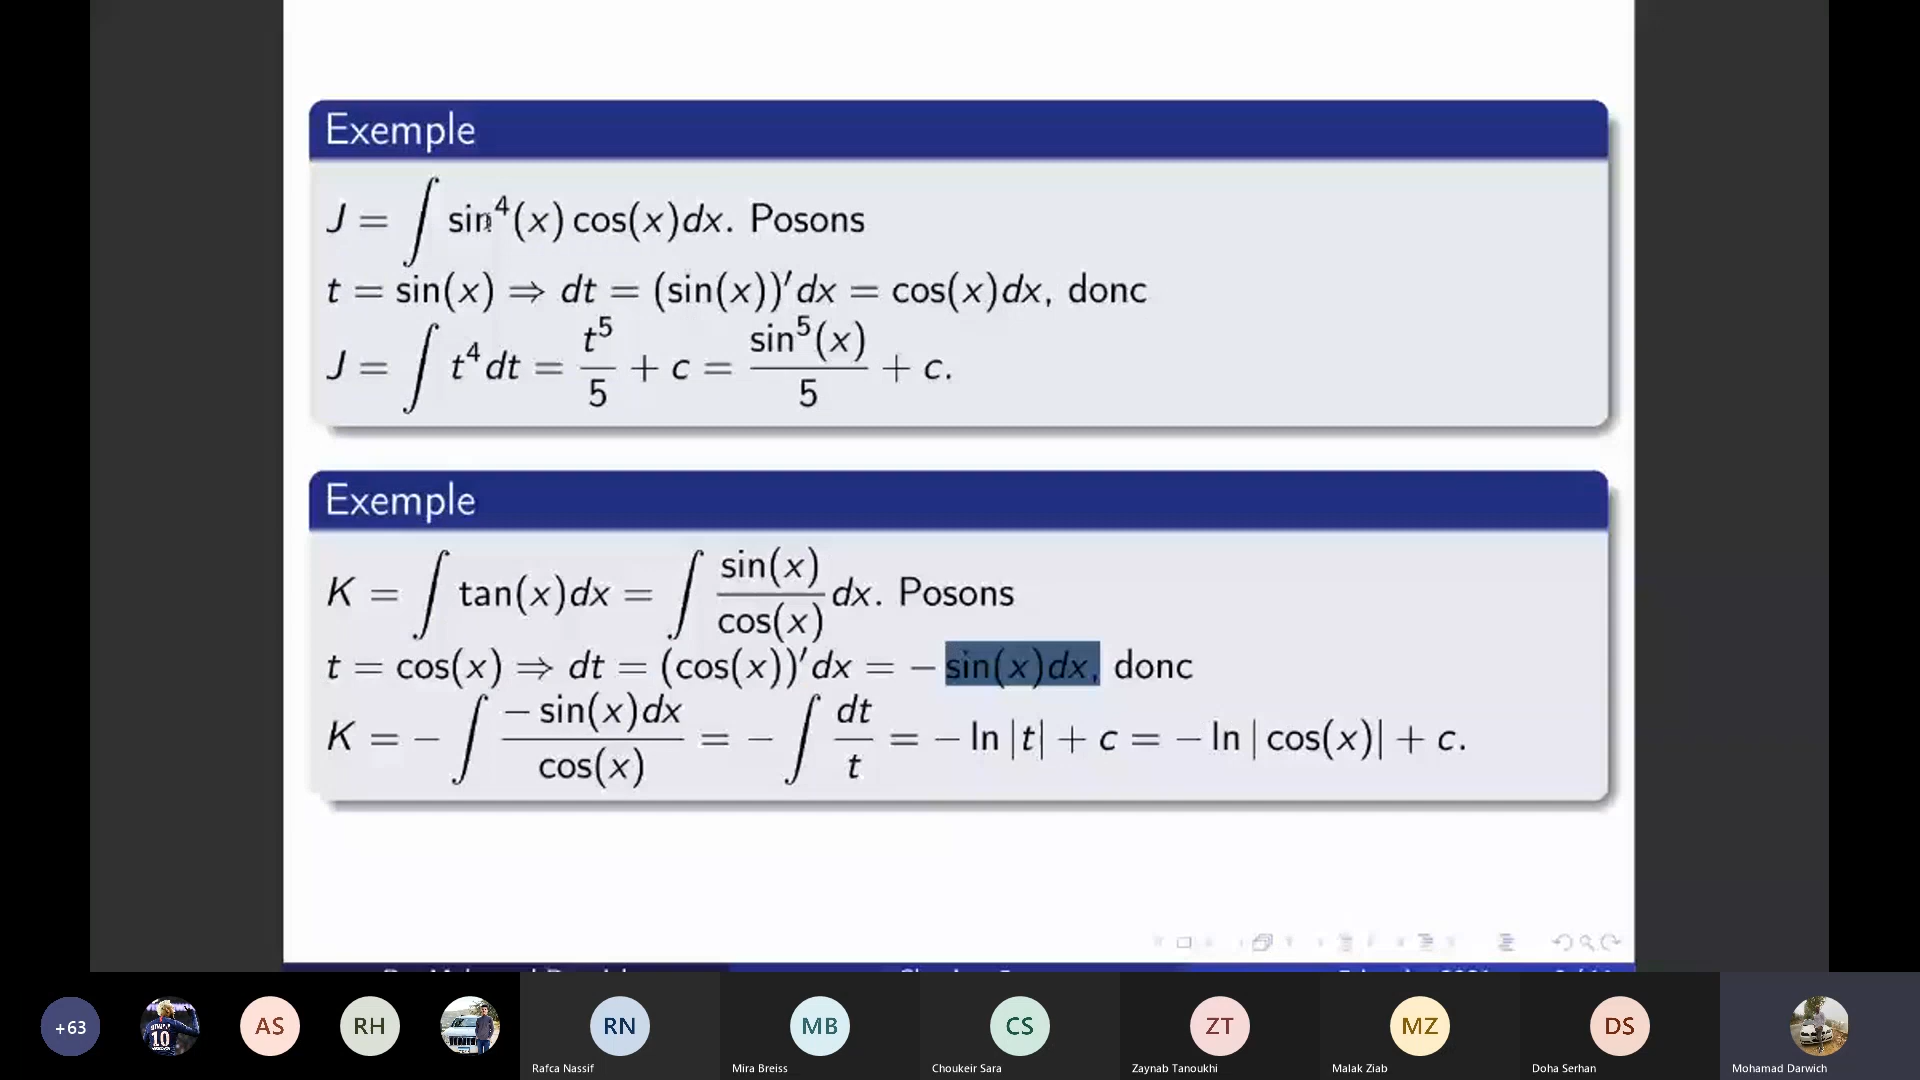 Exemple
J = ∫ sin⁴(x) cos(x)dx. Posons
t = sin(x) ⇒ dt = (sin(x))′dx = cos(x)dx, donc
J = ∫ t⁴dt = t⁵/5 + c = sin⁵(x)/5 + c.
Exemple
K = ∫ tan(x)dx = ∫ sin(x)/cos(x) dx. Posons
t = cos(x) ⇒ dt = (cos(x))′dx = − sin(x)dx, donc
K = − ∫ − sin(x)dx/cos(x) = − ∫ dt/t = − ln |t| + c = − ln | cos(x)| + c.
+63
10
AS
RH
RN
MB
CS
ZT
MZ
DS
Rafca Nassif
Mira Breiss
Choukeir Sara
Zaynab Tanoukhi
Malak Ziab
Doha Serhan
Mohamad Darwich